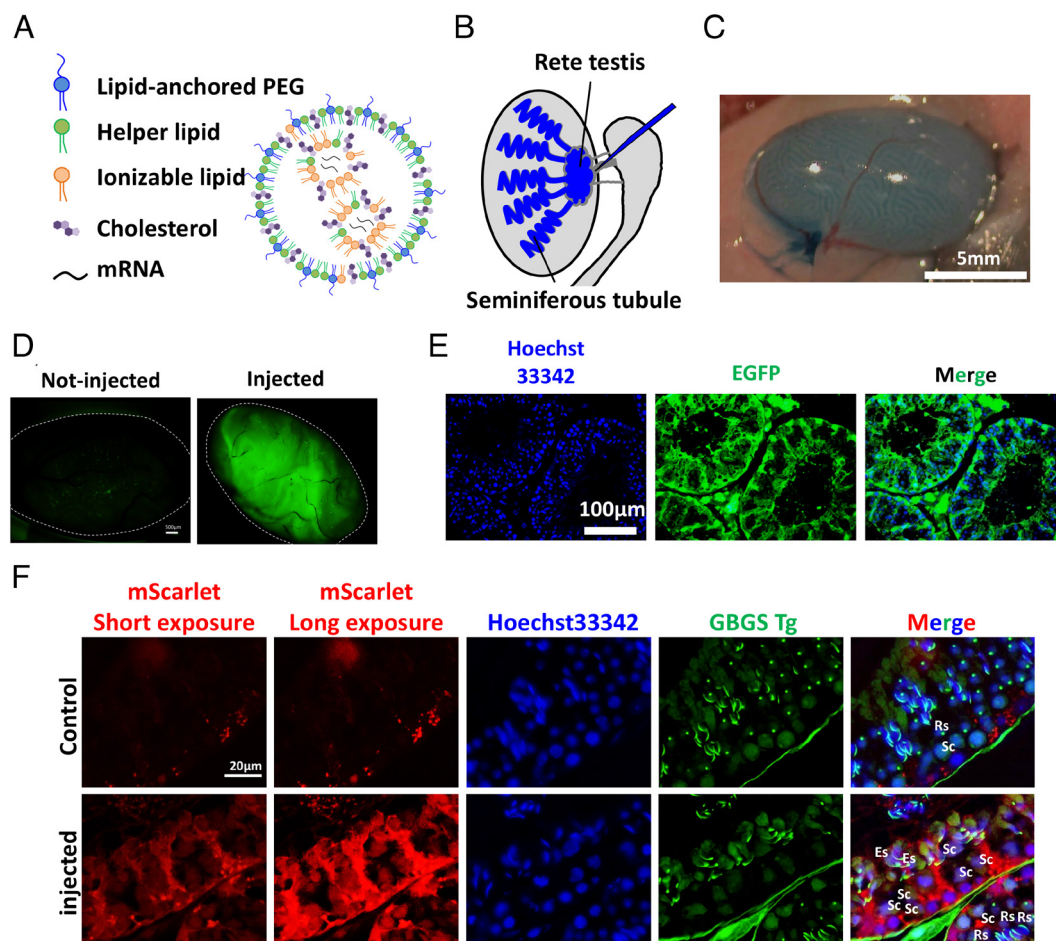 A
Lipid-anchored PEG
Helper lipid
Ionizable lipid
Cholesterol
mRNA
B
Rete testis
Seminiferous tubule
C
5mm
D
Not-injected
Injected
500μm
E
Hoechst
33342
EGFP
Merge
100μm
F
mScarlet
Short exposure
mScarlet
Long exposure
Hoechst33342
GBGS Tg
Merge
Control
20μm
Rs
Sc
injected
Es
Es
Sc
Sc
Sc
Sc
Sc
Sc
Sc
Rs
Rs
Rs